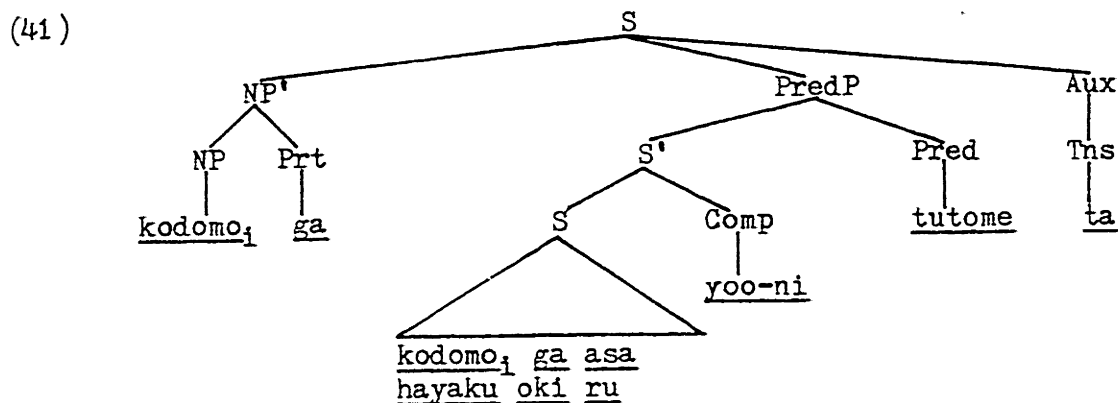 (41)
S
NP' PredP Aux
NP Prt S' Pred Tns
kodomoi ga S Comp tutome ta
yoo-ni
kodomoi ga asa
hayaku oki ru